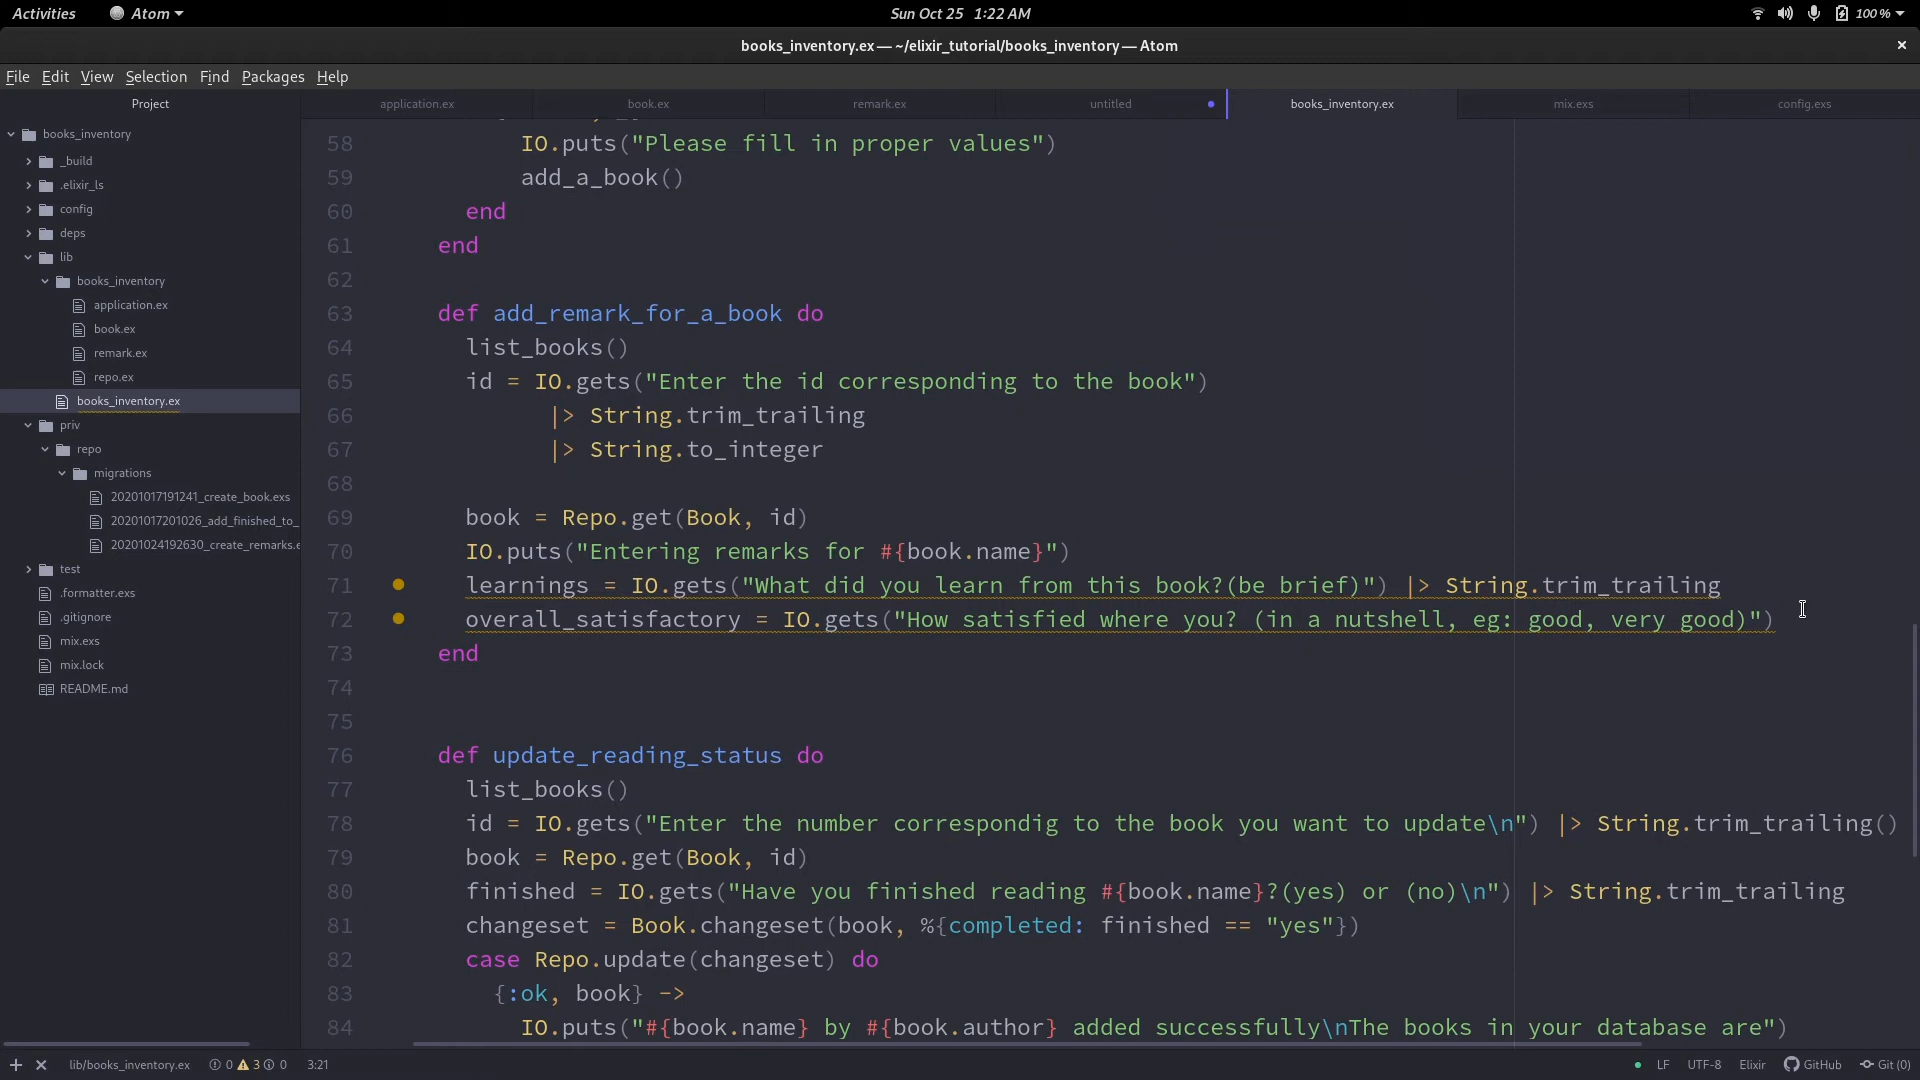 Activities Atom Sun Oct 25 1:22 AM 100 %
books_inventory.ex — ~/elixir_tutorial/books_inventory — Atom
File Edit View Selection Find Packages Help
Project
books_inventory
_build
.elixir_ls
config
deps
lib
books_inventory
application.ex
book.ex
remark.ex
repo.ex
books_inventory.ex
priv
repo
migrations
20201017191241_create_book.exs
20201017201026_add_finished_to_
20201024192630_create_remarks.e
test
.formatter.exs
.gitignore
mix.exs
mix.lock
README.md
application.ex book.ex remark.ex untitled books_inventory.ex mix.exs config.exs
58 IO.puts("Please fill in proper values")
59 add_a_book()
60 end
61 end
62
63 def add_remark_for_a_book do
64 list_books()
65 id = IO.gets("Enter the id corresponding to the book")
66 |> String.trim_trailing
67 |> String.to_integer
68
69 book = Repo.get(Book, id)
70 IO.puts("Entering remarks for #{book.name}")
71 learnings = IO.gets("What did you learn from this book?(be brief)") |> String.trim_trailing
72 overall_satisfactory = IO.gets("How satisfied where you? (in a nutshell, eg: good, very good)")
73 end
74
75
76 def update_reading_status do
77 list_books()
78 id = IO.gets("Enter the number correspondig to the book you want to update\n") |> String.trim_trailing()
79 book = Repo.get(Book, id)
80 finished = IO.gets("Have you finished reading #{book.name}?(yes) or (no)\n") |> String.trim_trailing
81 changeset = Book.changeset(book, %{completed: finished == "yes"})
82 case Repo.update(changeset) do
83 {:ok, book} ->
84 IO.puts("#{book.name} by #{book.author} added successfully\nThe books in your database are")
lib/books_inventory.ex 0 3 0 3:21 LF UTF-8 Elixir GitHub Git (0)